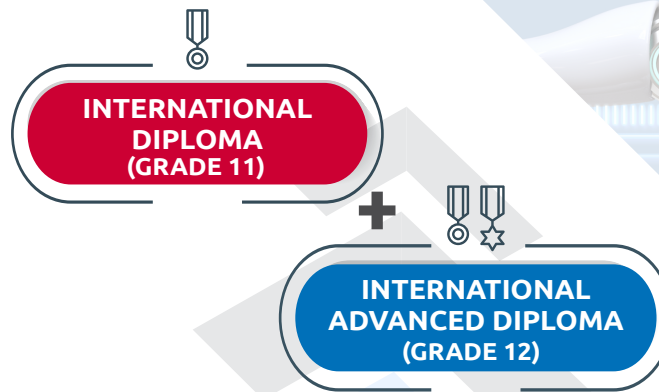 INTERNATIONAL
DIPLOMA
(GRADE 11)
INTERNATIONAL
ADVANCED DIPLOMA
(GRADE 12)